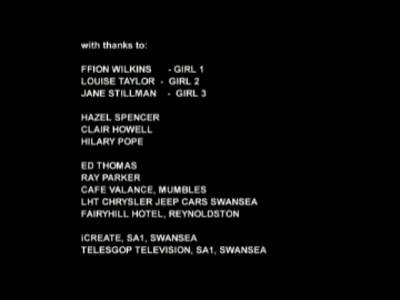 with thanks to:
FFION WILKINS - GIRL 1
LOUISE TAYLOR - GIRL 2
JANE STILLMAN - GIRL 3
HAZEL SPENCER
CLAIR HOWELL
HILARY POPE
ED THOMAS
RAY PARKER
CAFE VALANCE, MUMBLES
LHT CHRYSLER JEEP CARS SWANSEA
FAIRYHILL HOTEL, REYNOLDSTON
iCREATE, SA1, SWANSEA
TELESGOP TELEVISION, SA1, SWANSEA